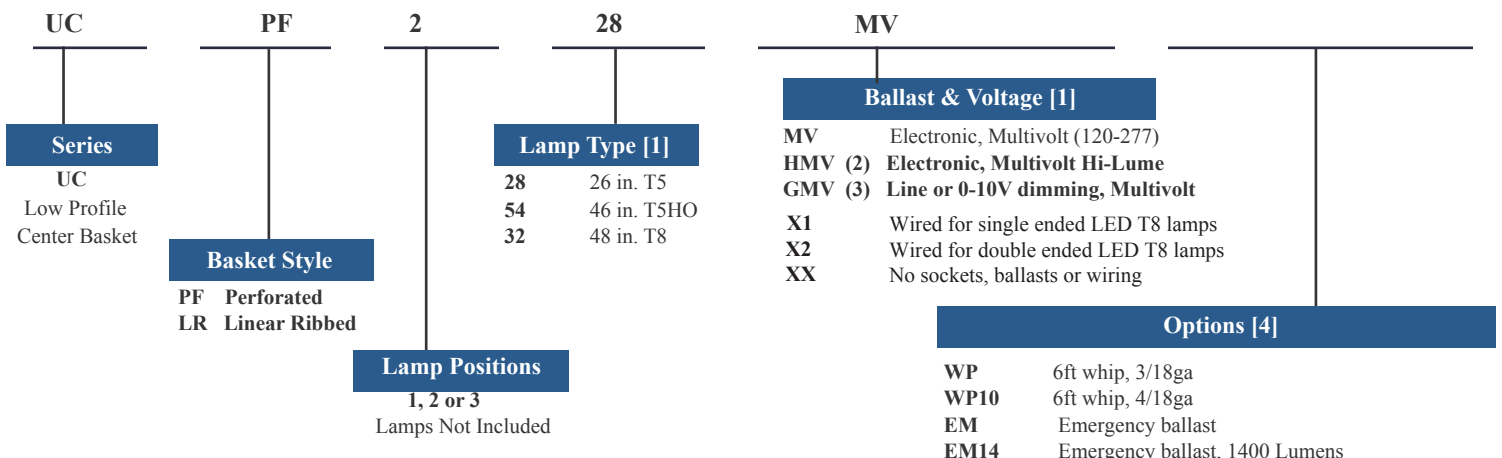 UC PF 2 28 MV
Series
UC
Low Profile
Center Basket
Basket Style
PF Perforated
LR Linear Ribbed
Lamp Positions
1, 2 or 3
Lamps Not Included
Lamp Type [1]
28 26 in. T5
54 46 in. T5HO
32 48 in. T8
Ballast & Voltage [1]
MV Electronic, Multivolt (120-277)
HMV (2) Electronic, Multivolt Hi-Lume
GMV (3) Line or 0-10V dimming, Multivolt
X1 Wired for single ended LED T8 lamps
X2 Wired for double ended LED T8 lamps
XX No sockets, ballasts or wiring
Options [4]
WP 6ft whip, 3/18ga
WP10 6ft whip, 4/18ga
EM Emergency ballast
EM14 Emergency ballast, 1400 Lumens